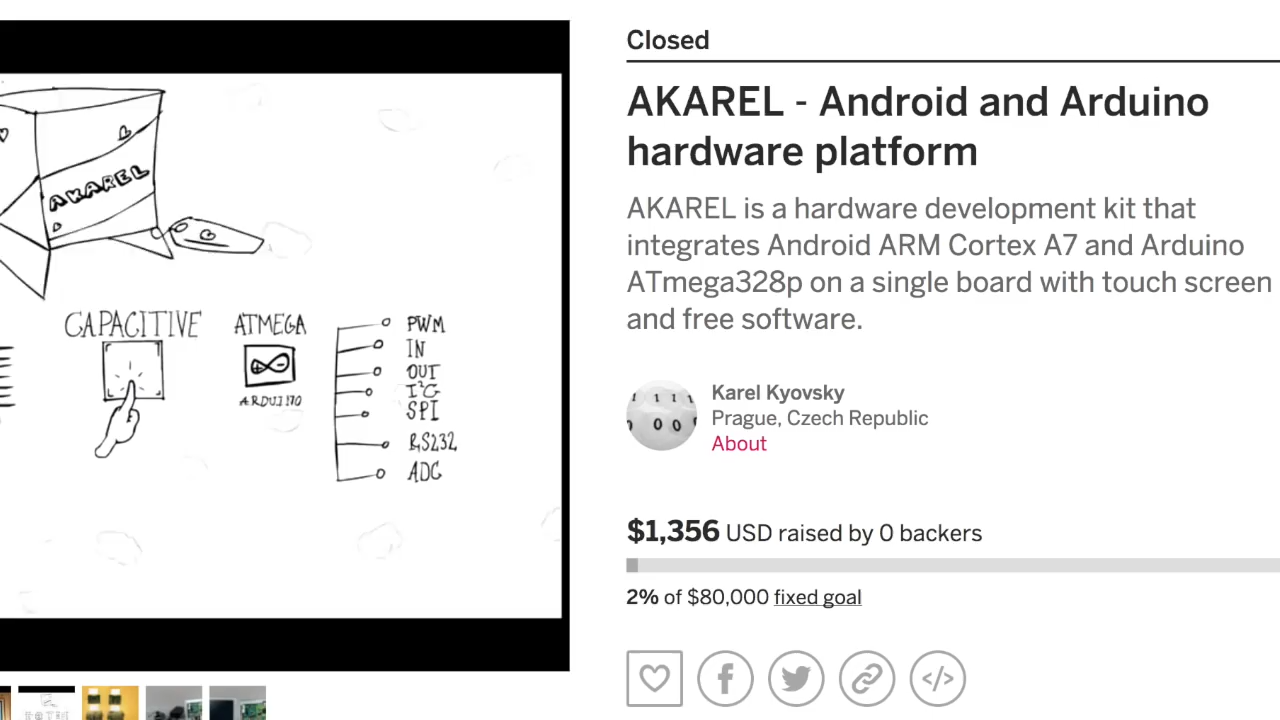 AKAREL
CAPACITIVE
ATMEGA
ARDUINO
PWM
IN
OUT
I²C
SPI
RS232
ADC
Closed
AKAREL - Android and Arduino
hardware platform
AKAREL is a hardware development kit that
integrates Android ARM Cortex A7 and Arduino
ATmega328p on a single board with touch screen
and free software.
Karel Kyovsky
Prague, Czech Republic
About
$1,356 USD raised by 0 backers
2% of $80,000 fixed goal